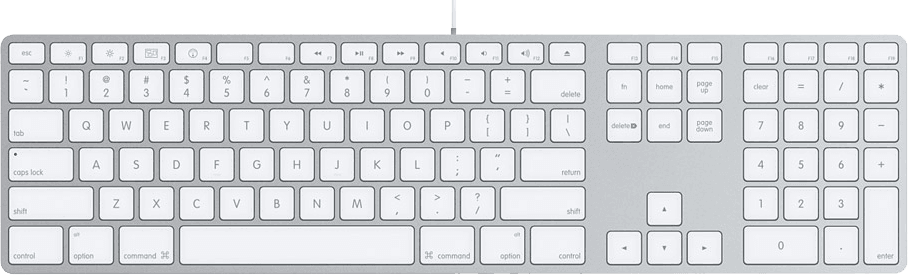 esc F1 F2 F3 F4 F5 F6 F7 F8 F9 F10 F11 F12 F13 F14 F15 F16 F17 F18 F19
~ ! @ # $ % ^ & * ( ) _ + fn home page up clear = / *
` 1 2 3 4 5 6 7 8 9 0 - = delete
tab Q W E R T Y U I O P { [ } ] | \ delete end page down 7 8 9 −
caps lock A S D F G H J K L : ; " ' return 4 5 6 +
shift Z X C V B N M < , > . ? / shift 1 2 3
alt option command ⌘ ⌘ command alt option
control control 0 . enter